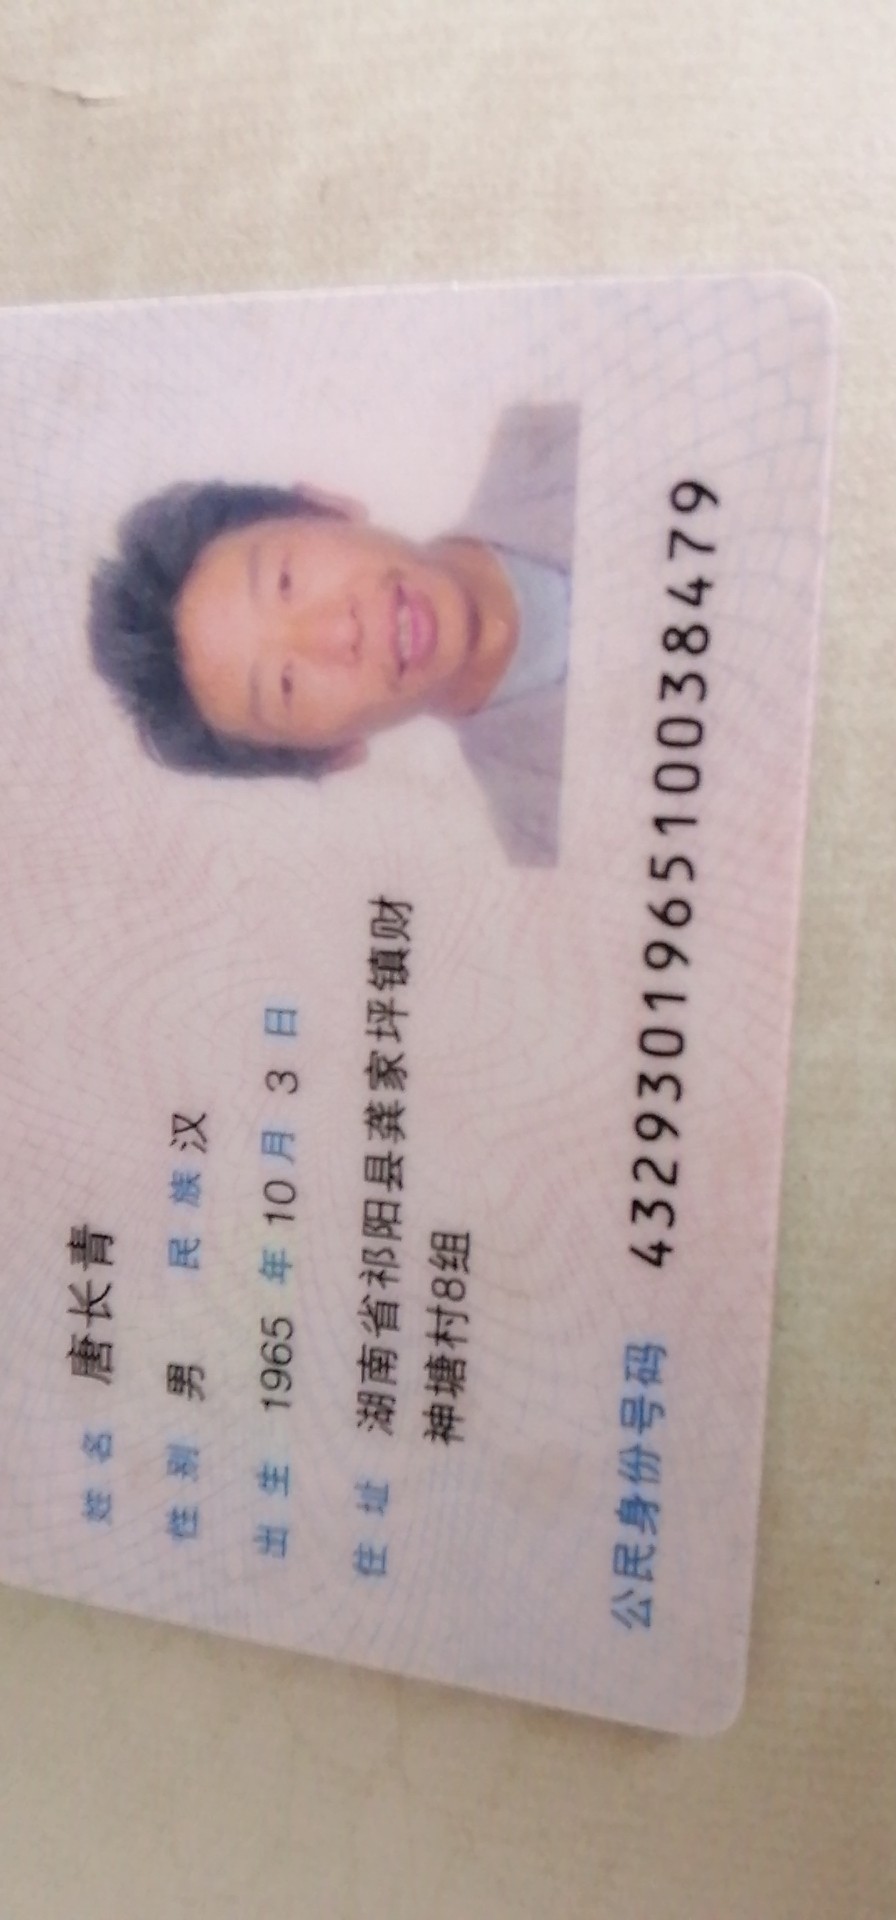 姓名 唐长青
性别 男 民族 汉
出生 1965 年 10 月 3 日
住址 湖南省祁阳县龚家坪镇财
神塘村8组
公民身份号码 432930196510038479